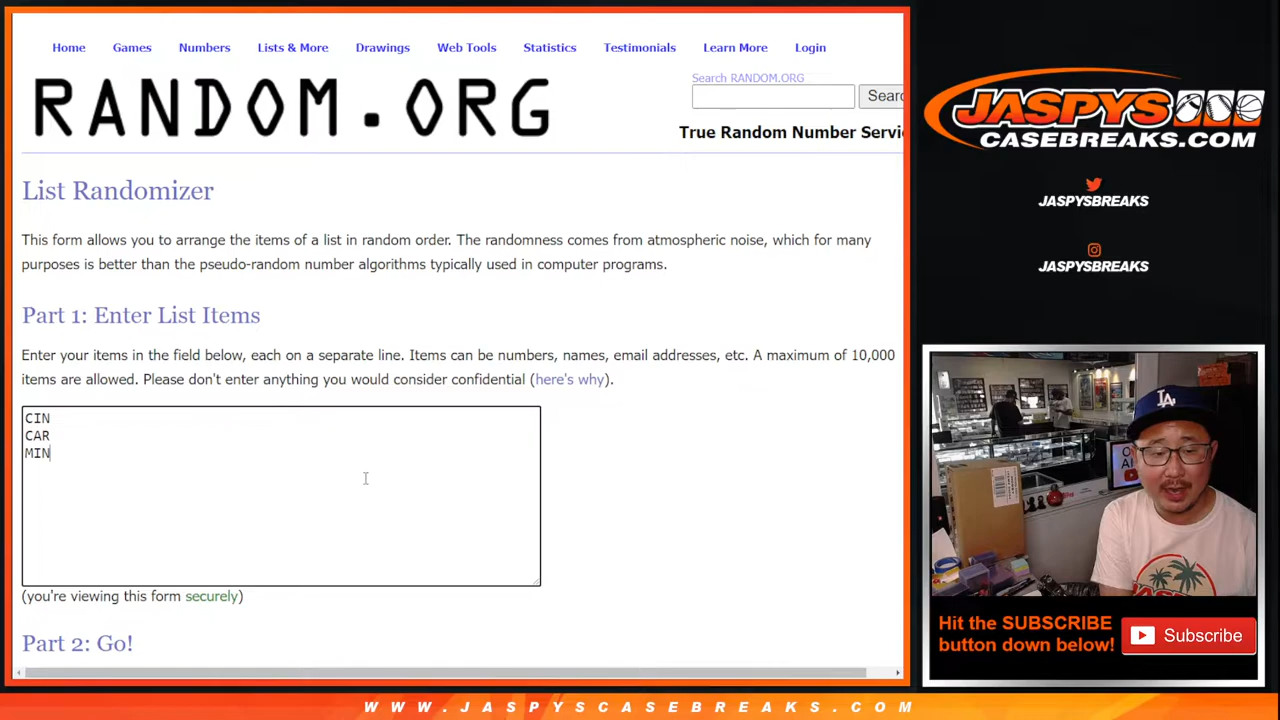 Home Games Numbers Lists & More Drawings Web Tools Statistics Testimonials Learn More Login
RANDOM.ORG
Search RANDOM.ORG
Searc
True Random Number Servi
List Randomizer
This form allows you to arrange the items of a list in random order. The randomness comes from atmospheric noise, which for many
purposes is better than the pseudo-random number algorithms typically used in computer programs.
Part 1: Enter List Items
Enter your items in the field below, each on a separate line. Items can be numbers, names, email addresses, etc. A maximum of 10,000
items are allowed. Please don't enter anything you would consider confidential (here's why).
CIN
CAR
MIN
(you're viewing this form securely)
Part 2: Go!
JASPYS
CASEBREAKS.COM
JASPYSBREAKS
JASPYSBREAKS
LA
Hit the SUBSCRIBE
button down below!
Subscribe
WWW.JASPYSCASEBREAKS.COM